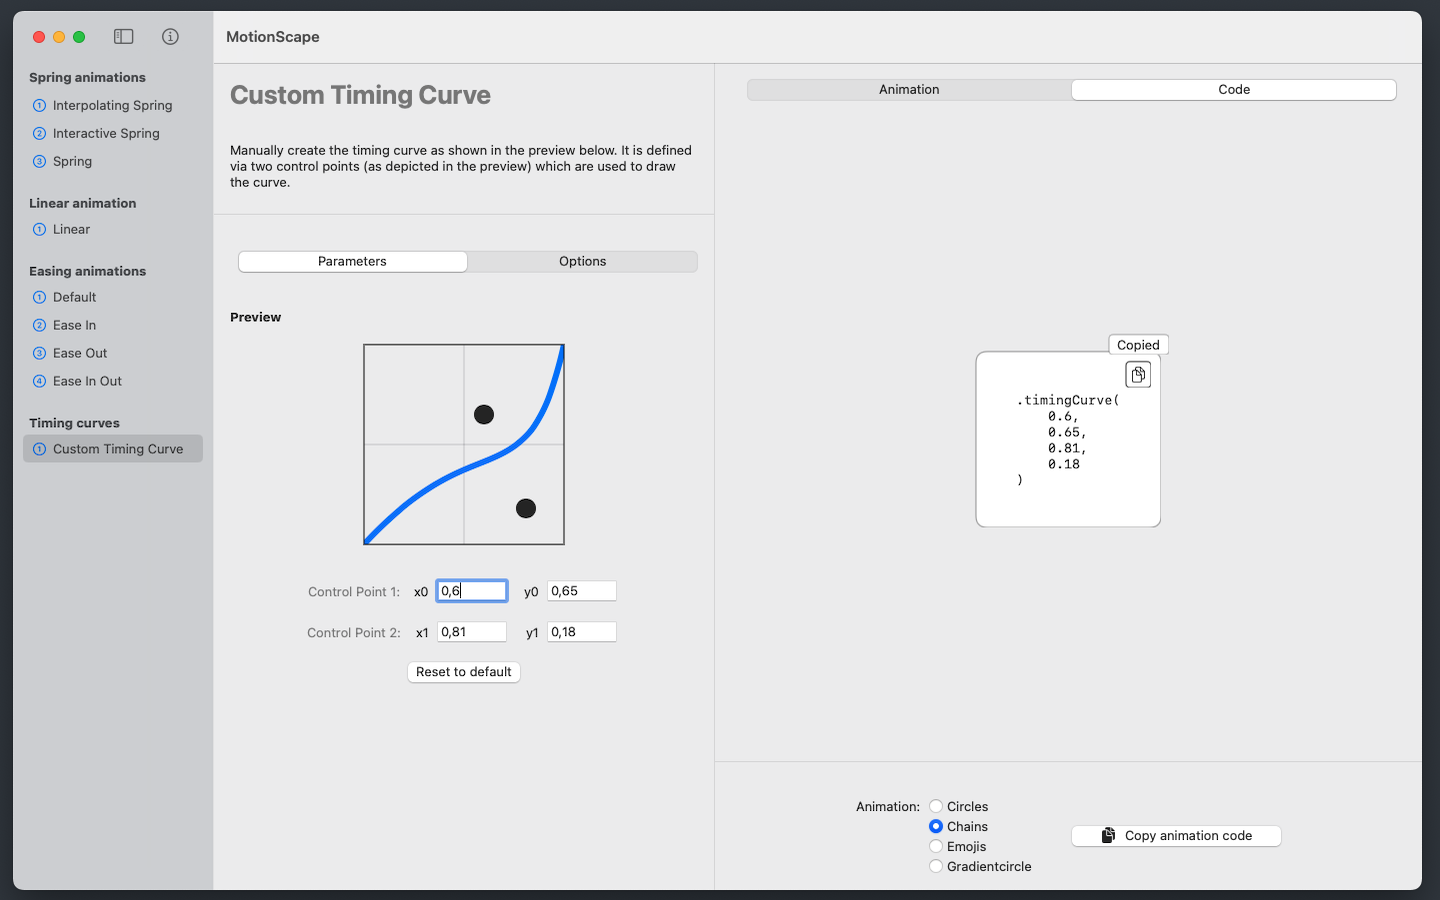 MotionScape
Spring animations
1 Interpolating Spring
2 Interactive Spring
3 Spring
Linear animation
1 Linear
Easing animations
1 Default
2 Ease In
3 Ease Out
4 Ease In Out
Timing curves
1 Custom Timing Curve
Custom Timing Curve
Manually create the timing curve as shown in the preview below. It is defined
via two control points (as depicted in the preview) which are used to draw
the curve.
Parameters Options
Preview
Control Point 1: x0 0,6 y0 0,65
Control Point 2: x1 0,81 y1 0,18
Reset to default
Animation Code
Copied
.timingCurve(
0.6,
0.65,
0.81,
0.18
)
Animation: Circles
Chains
Emojis
Gradientcircle
Copy animation code